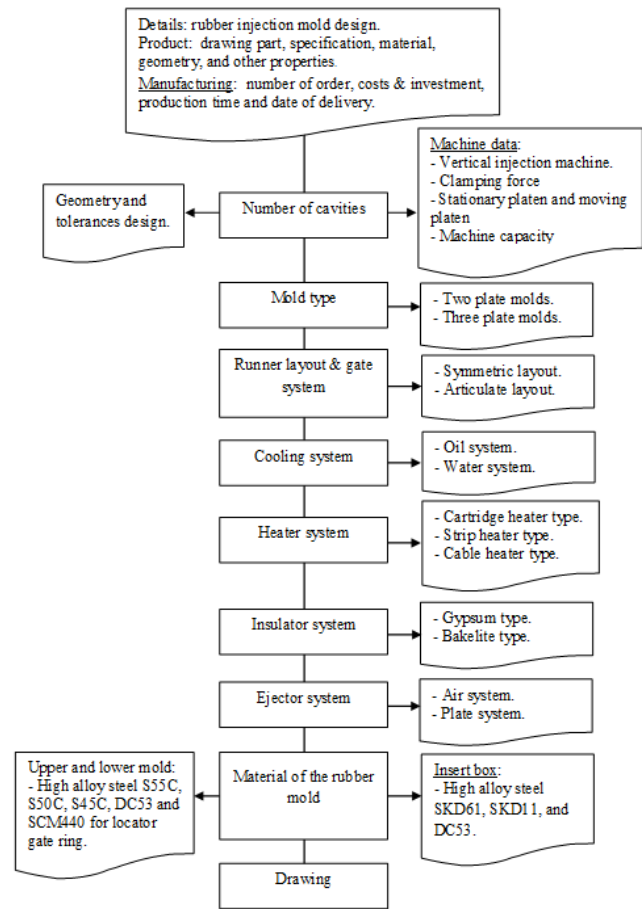 Details: rubber injection mold design.
Product: drawing part, specification, material,
geometry, and other properties.
Manufacturing: number of order, costs & investment,
production time and date of delivery.
Geometry and
tolerances design.
Number of cavities
Machine data:
- Vertical injection machine.
- Clamping force
- Stationary platen and moving
platen
- Machine capacity
Mold type
- Two plate molds.
- Three plate molds.
Runner layout & gate
system
- Symmetric layout.
- Articulate layout.
Cooling system
- Oil system.
- Water system.
Heater system
- Cartridge heater type.
- Strip heater type.
- Cable heater type.
Insulator system
- Gypsum type.
- Bakelite type.
Ejector system
- Air system.
- Plate system.
Upper and lower mold:
- High alloy steel S55C,
S50C, S45C, DC53 and
SCM440 for locator
gate ring.
Material of the rubber
mold
Insert box:
- High alloy steel
SKD61, SKD11, and
DC53.
Drawing